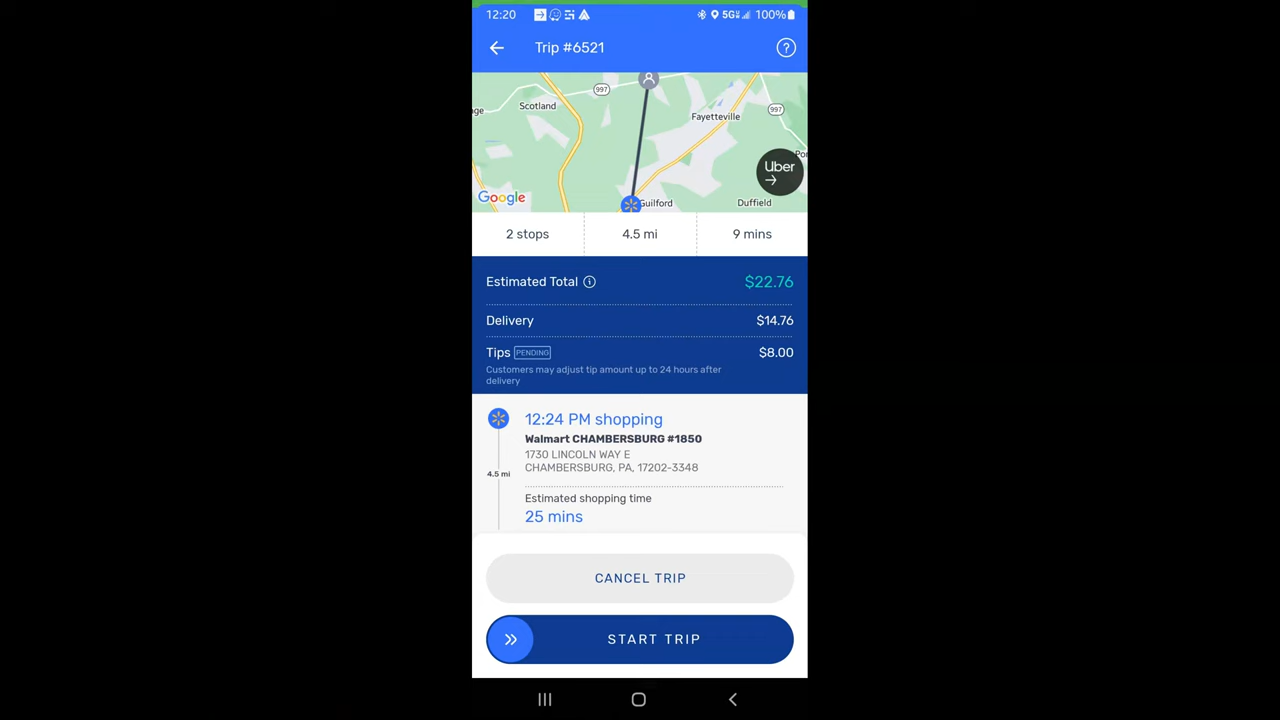 12:20 5G 100%
Trip #6521
997
Scotland
Fayetteville
997
Uber
Google
Guilford
Duffield
2 stops 4.5 mi 9 mins
Estimated Total $22.76
Delivery $14.76
Tips PENDING $8.00
Customers may adjust tip amount up to 24 hours after
delivery
12:24 PM shopping
Walmart CHAMBERSBURG #1850
1730 LINCOLN WAY E
CHAMBERSBURG, PA, 17202-3348
4.5 mi
Estimated shopping time
25 mins
CANCEL TRIP
START TRIP